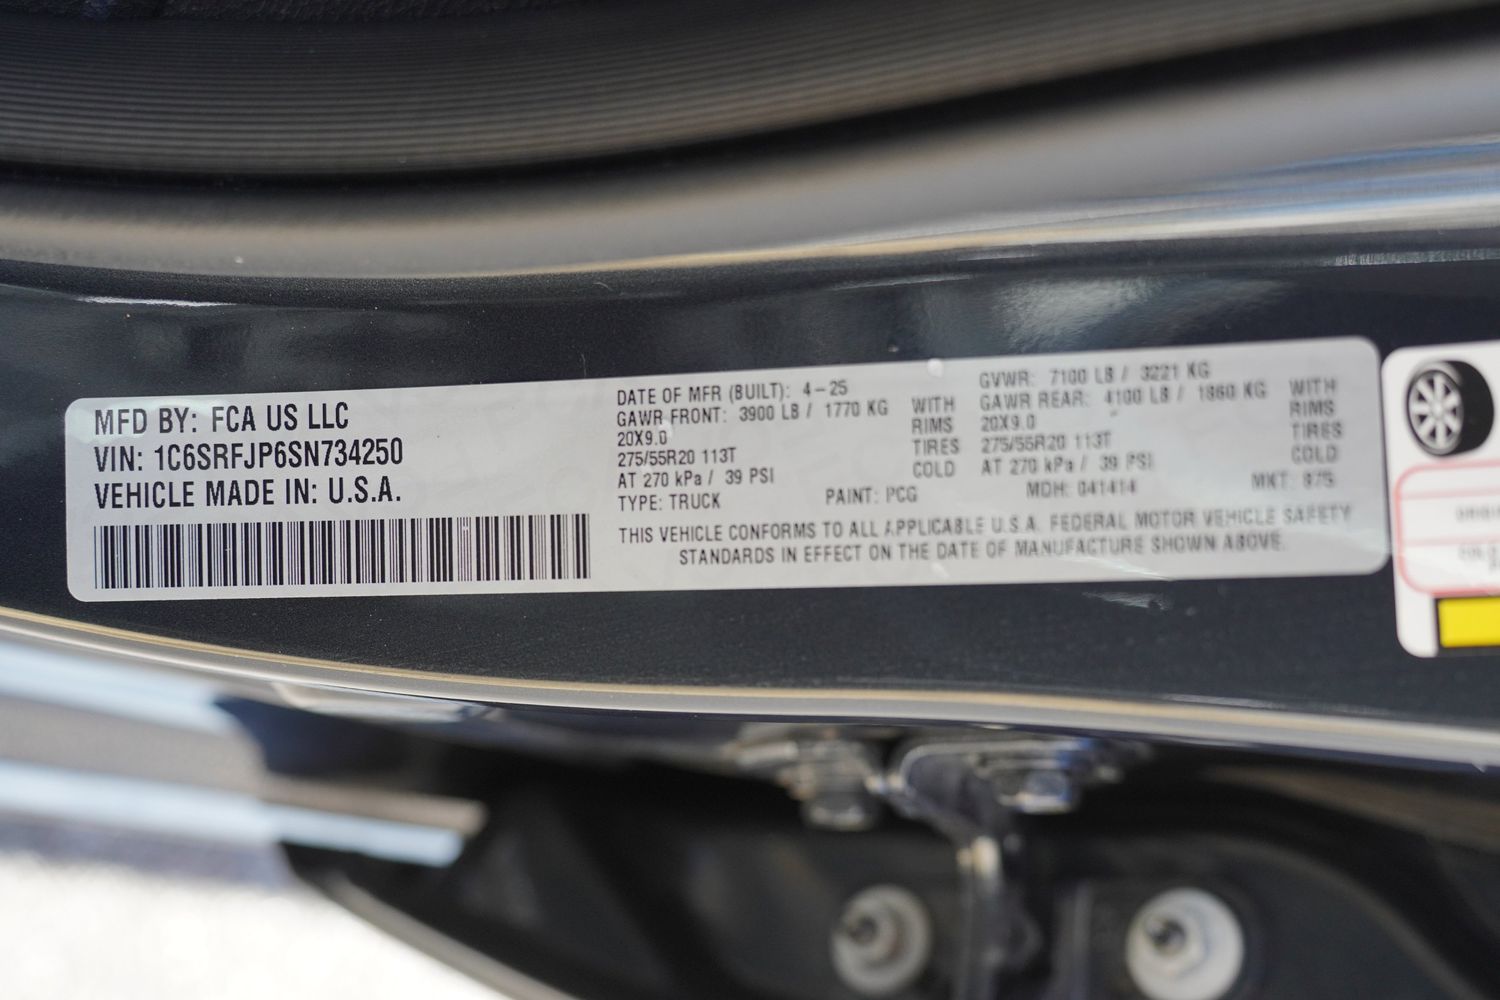 MFD BY: FCA US LLC
VIN: 1C6SRFJP6SN734250
VEHICLE MADE IN: U.S.A.
DATE OF MFR (BUILT): 4-25
GAWR FRONT: 3900 LB / 1770 KG WITH
20X9.0 RIMS
275/55R20 113T TIRES
AT 270 kPa / 39 PSI COLD
GVWR: 7100 LB / 3221 KG
GAWR REAR: 4100 LB / 1860 KG WITH
20X9.0 RIMS
275/55R20 113T TIRES
AT 270 kPa / 39 PSI COLD
TYPE: TRUCK PAINT: PCG MDH: 041414 MKT:
THIS VEHICLE CONFORMS TO ALL APPLICABLE U.S.A. FEDERAL MOTOR VEHICLE SAFETY
STANDARDS IN EFFECT ON THE DATE OF MANUFACTURE SHOWN ABOVE.